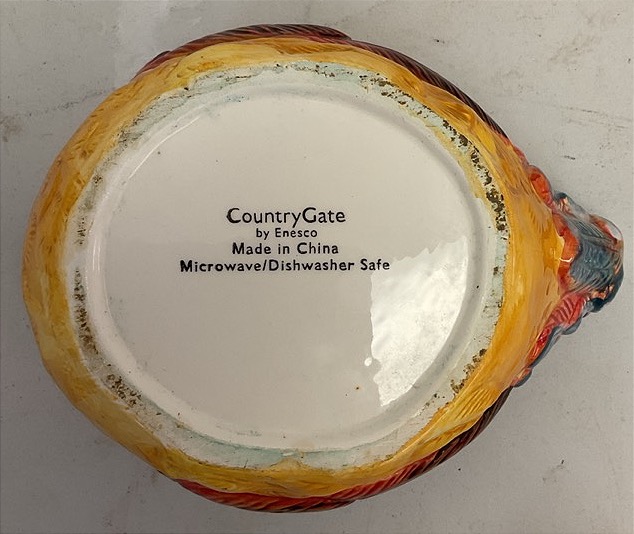 CountryGate
by Enesco
Made in China
Microwave/Dishwasher Safe